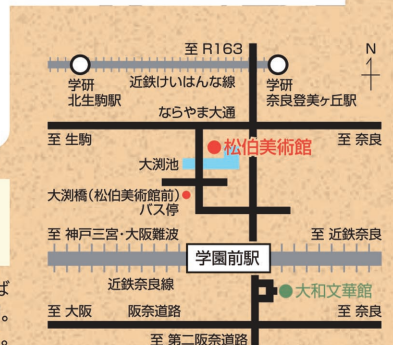 至 R163
N
学研
北生駒駅
近鉄けいはんな線
学研
奈良登美ヶ丘駅
ならやま大通
至 生駒
至 奈良
松伯美術館
大渕池
大渕橋(松伯美術館前)
バス停
至 神戸三宮・大阪難波
至 近鉄奈良
学園前駅
近鉄奈良線
大和文華館
至 大阪
阪奈道路
至 奈良
至 第二阪奈道路
ば
。
。